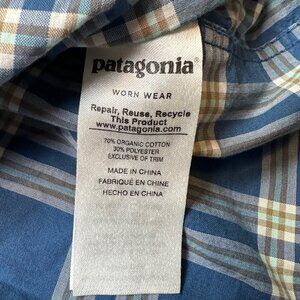 patagonia®
WORN WEAR
Repair, Reuse, Recycle
This Product
www.patagonia.com
70% ORGANIC COTTON
30% POLYESTER
EXCLUSIVE OF TRIM
MADE IN CHINA
FABRIQUÉ EN CHINE
HECHO EN CHINA